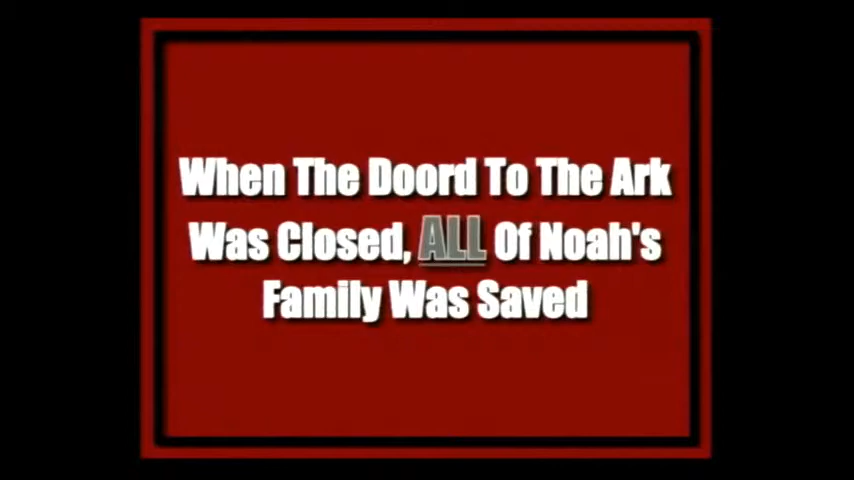 When The Doord To The Ark
Was Closed, ALL Of Noah's
Family Was Saved